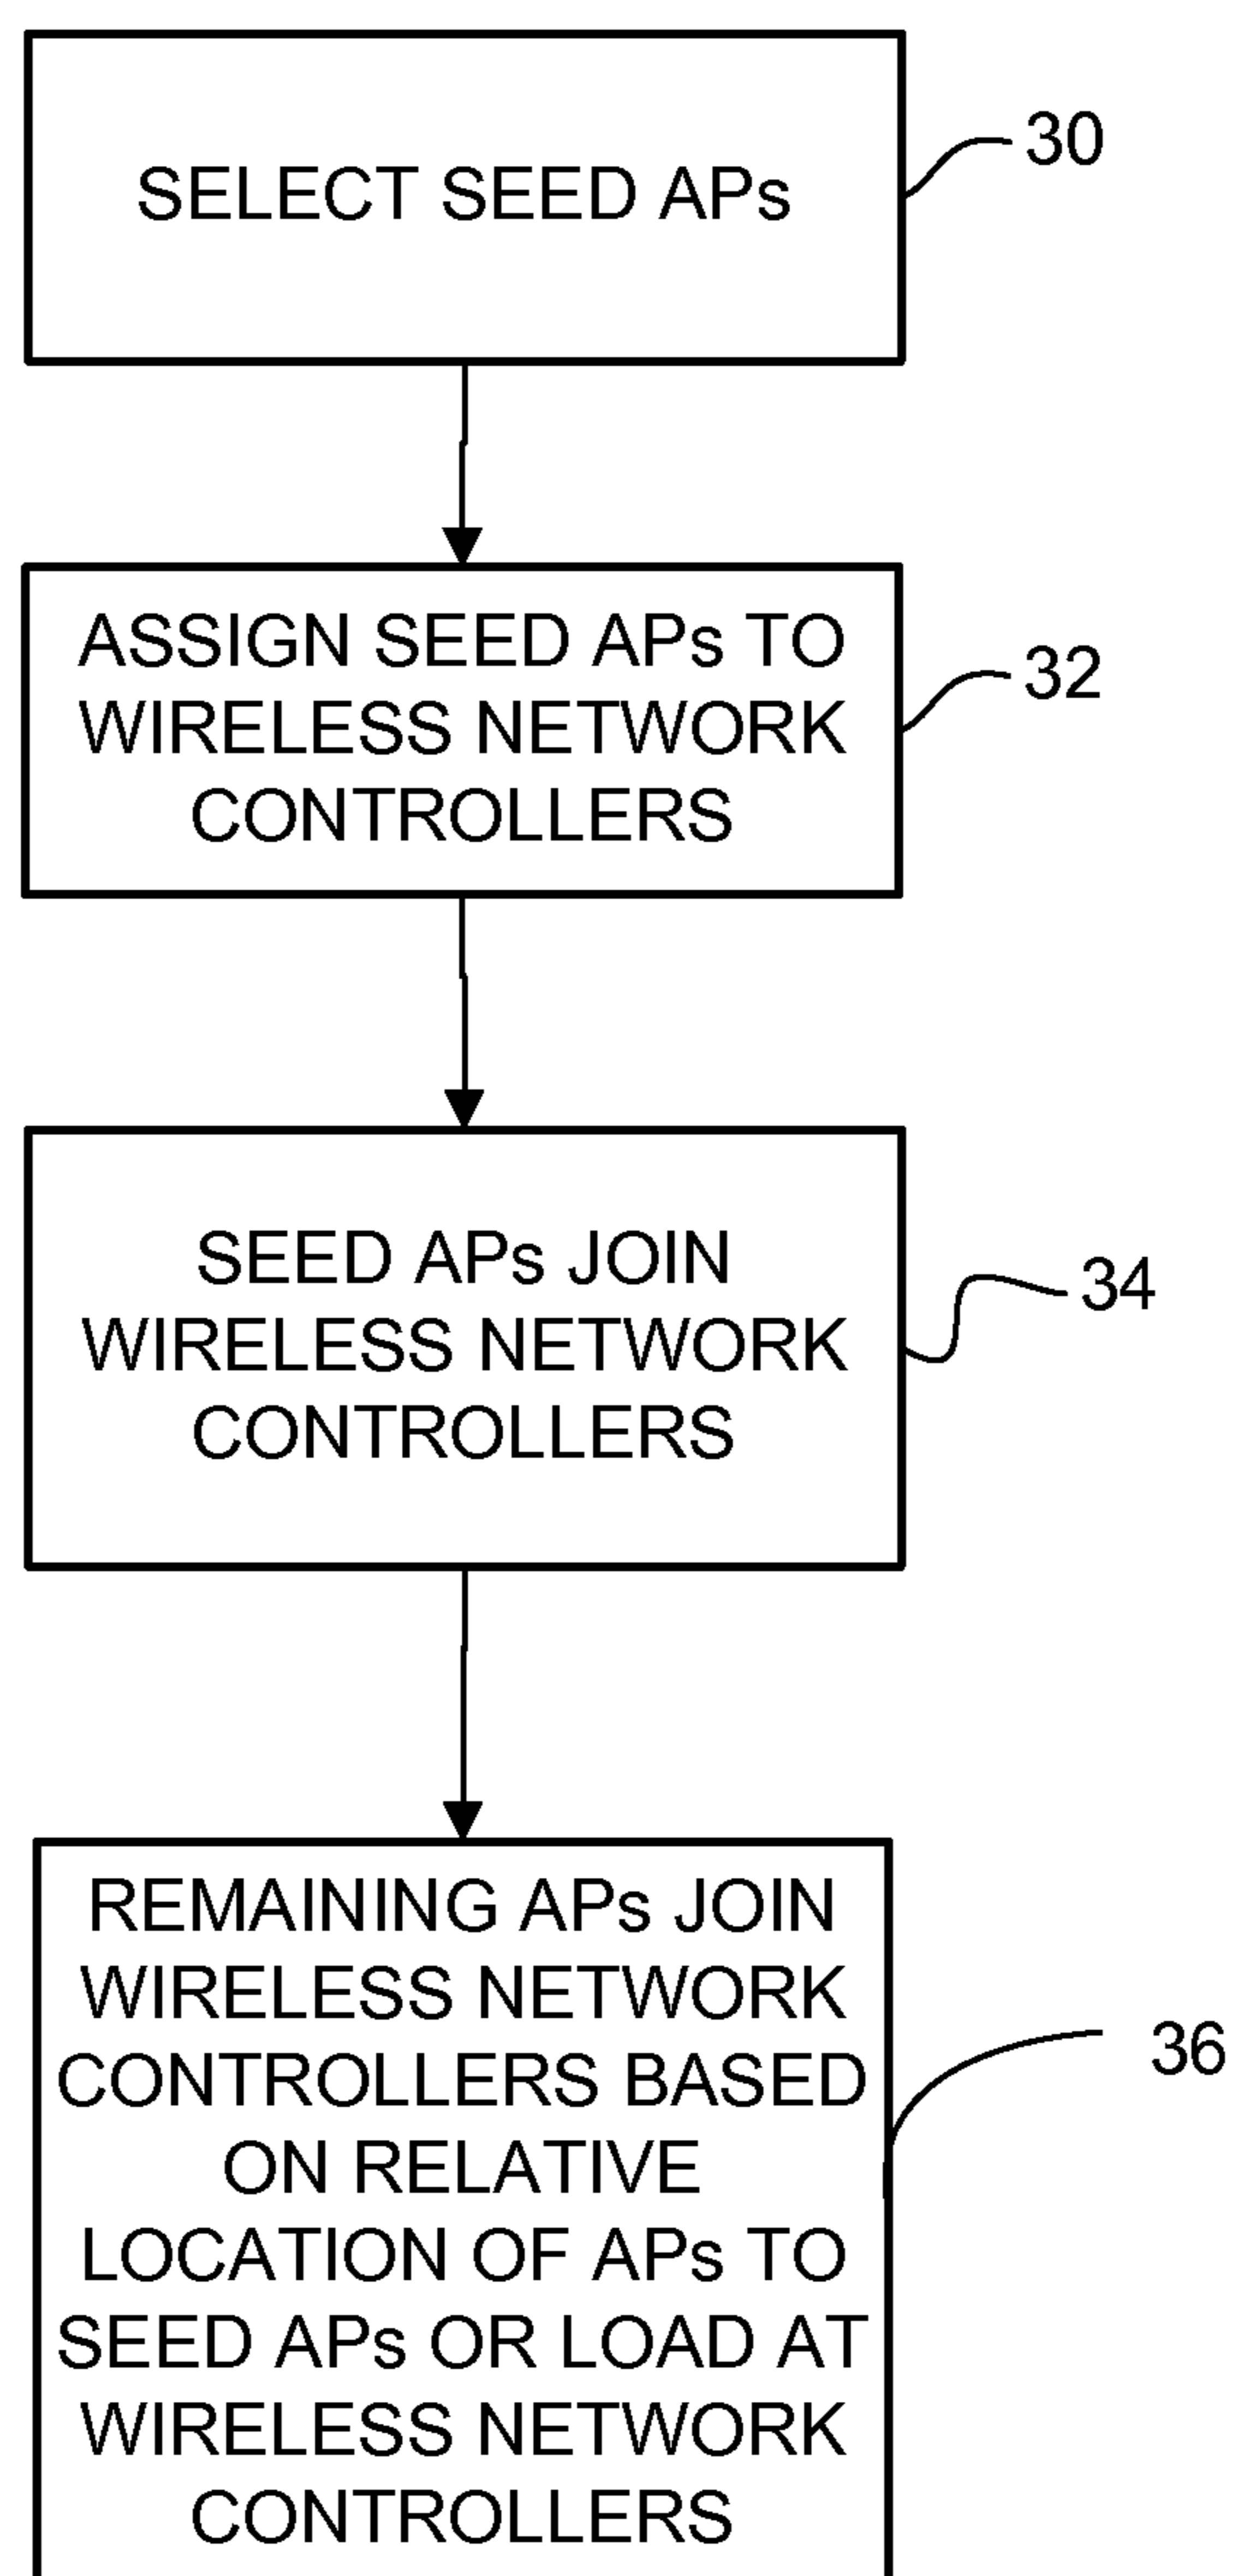 SELECT SEED APs
30
ASSIGN SEED APs TO
WIRELESS NETWORK
CONTROLLERS
32
SEED APs JOIN
WIRELESS NETWORK
CONTROLLERS
34
REMAINING APs JOIN
WIRELESS NETWORK
CONTROLLERS BASED
ON RELATIVE
LOCATION OF APs TO
SEED APs OR LOAD AT
WIRELESS NETWORK
CONTROLLERS
36